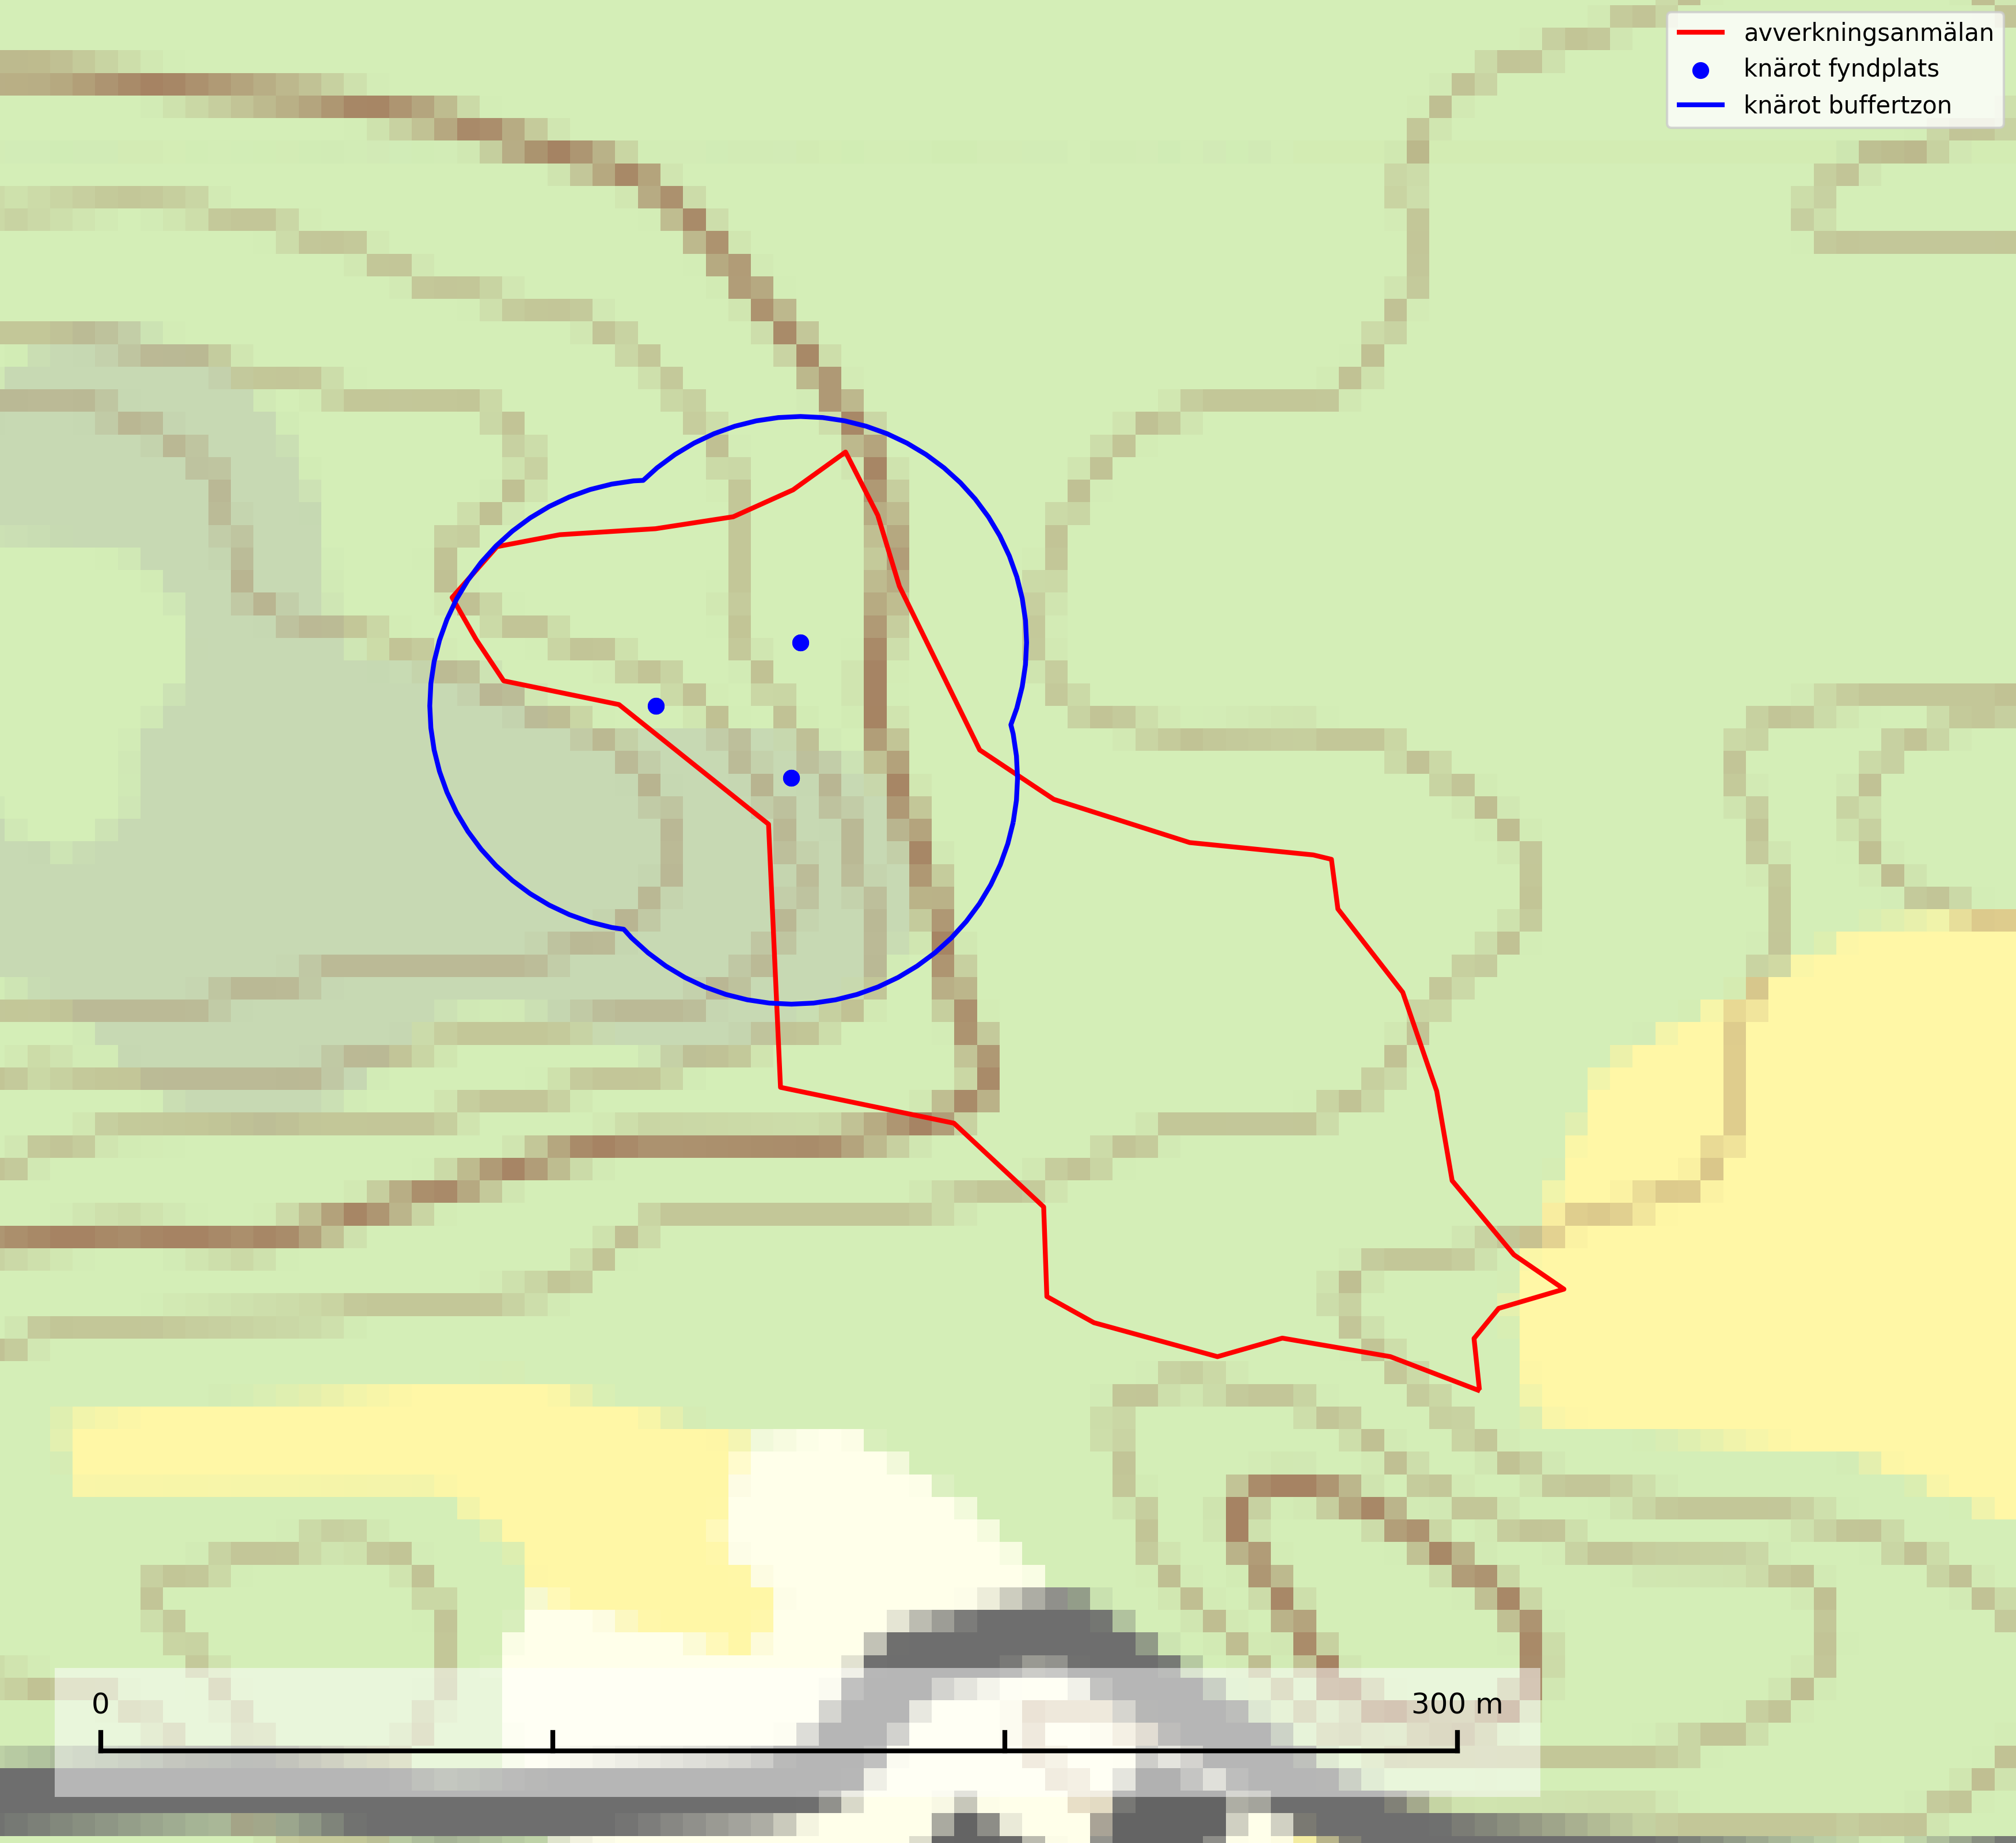 avverkningsanmälan
knärot fyndplats
knärot buffertzon
0
300 m